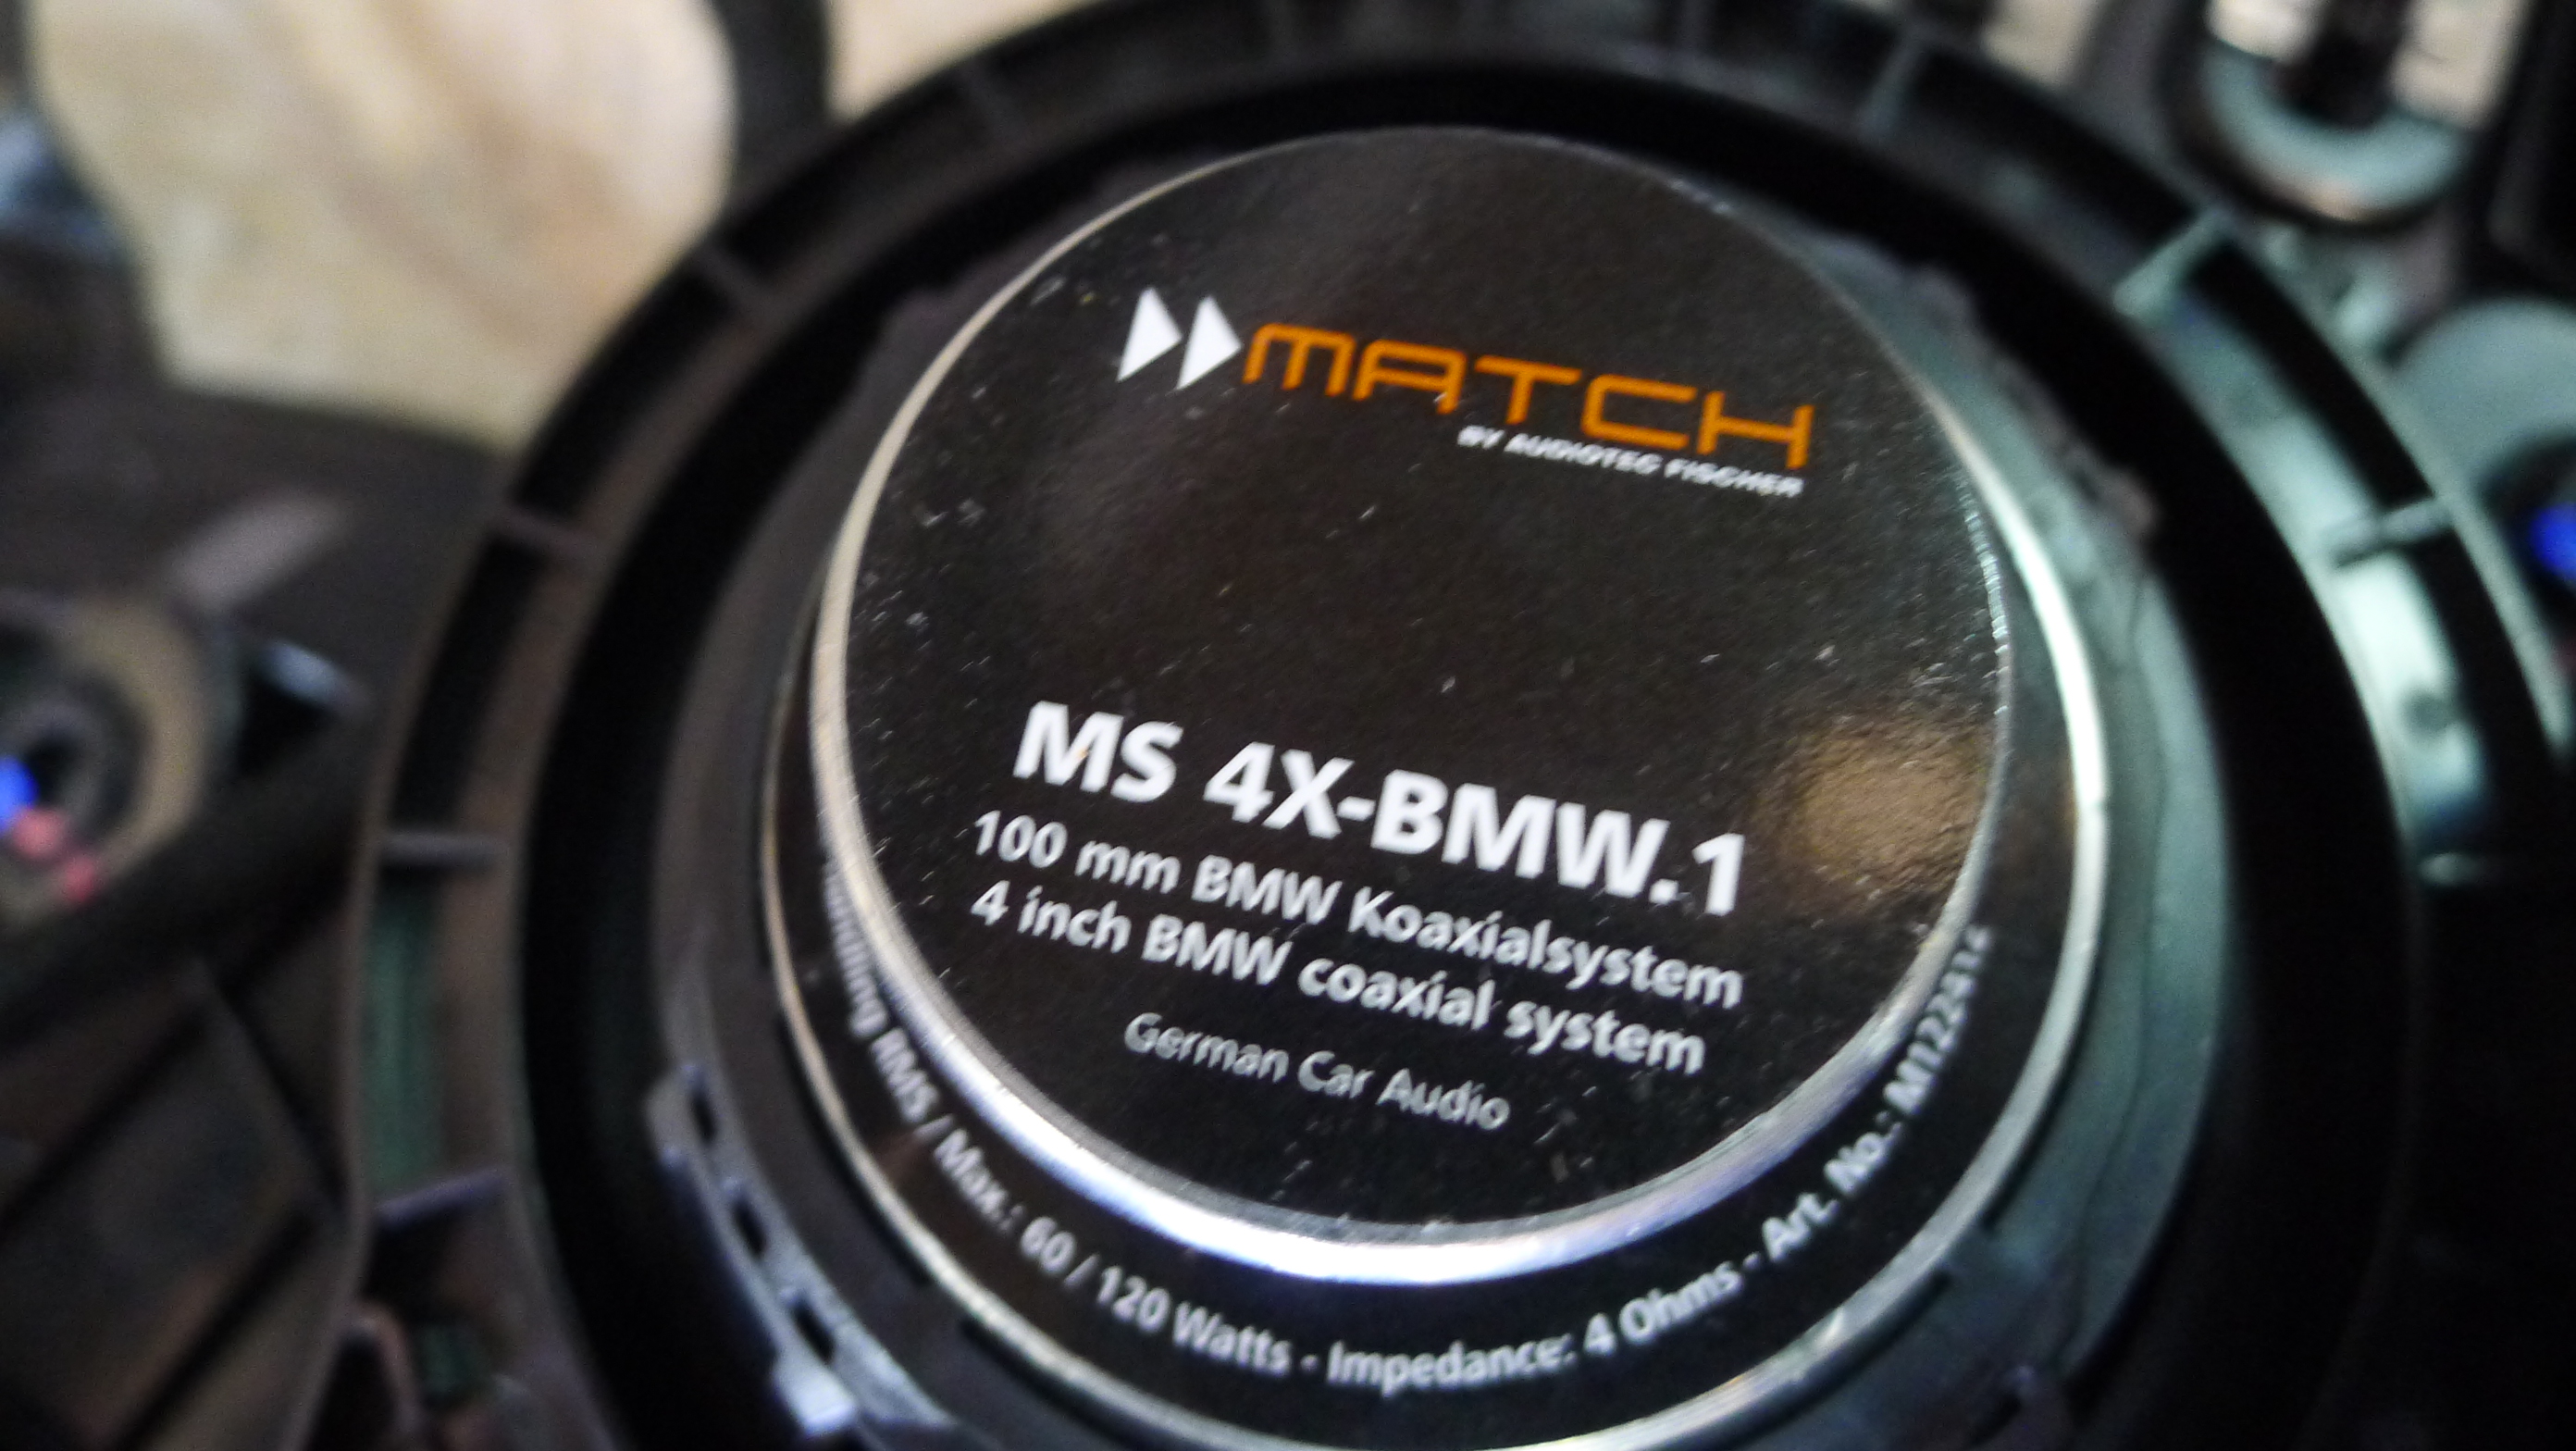 MATCH
BY AUDIOTEC FISCHER
MS 4X-BMW.1
100 mm BMW Koaxialsystem
4 inch BMW coaxial system
German Car Audio
RMS / Max.: 60 / 120 Watts - Impedance: 4 Ohms - Art. No.: